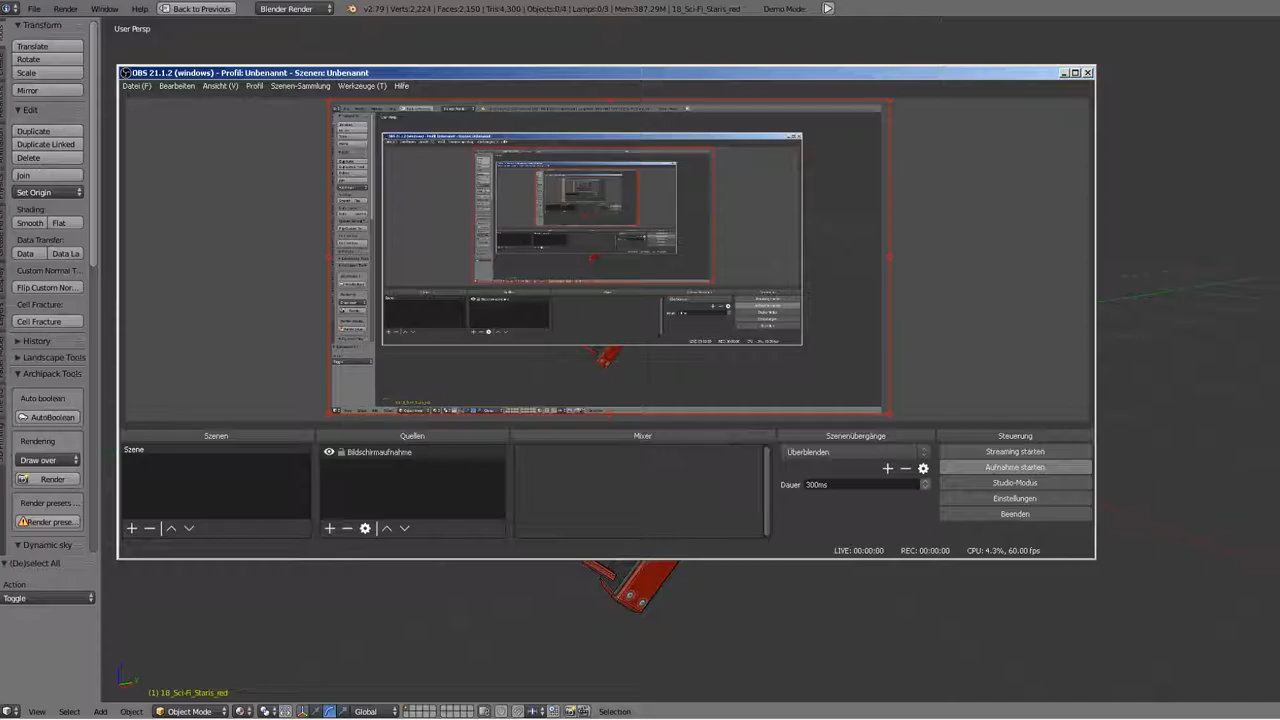 File Render Window Help Back to Previous Blender Render v2.79 | Verts:2,224 | Faces:2,150 | Tris:4,300 | Objects:0/4 | Lamps:0/3 | Mem:387.29M | 18_Sci-Fi_Staris_red Demo Mode:
User Persp
Transform
Translate
Rotate
Scale
Mirror
Edit
Duplicate
Duplicate Linked
Delete
Join
Set Origin
Shading:
Smooth Flat
Data Transfer:
Data Data La
Custom Normal T...
Flip Custom Nor...
Cell Fracture:
Cell Fracture
History
Landscape Tools
Archipack Tools
Auto boolean
AutoBoolean
Rendering
Draw over
Render
Render presets...
Render prese...
Dynamic sky
(De)select All
Action
Toggle
OBS 21.1.2 (windows) - Profil: Unbenannt - Szenen: Unbenannt
Datei (F) Bearbeiten Ansicht (V) Profil Szenen-Sammlung Werkzeuge (T) Hilfe
Szenen Quellen Mixer Szenenübergänge Steuerung
Szene
Bildschirmaufnahme
Überblenden
Dauer 300ms
Streaming starten
Aufnahme starten
Studio-Modus
Einstellungen
Beenden
LIVE: 00:00:00 REC: 00:00:00 CPU: 4.3%, 60.00 fps
(1) 18_Sci-Fi_Staris_red
View Select Add Object Object Mode Global Selection